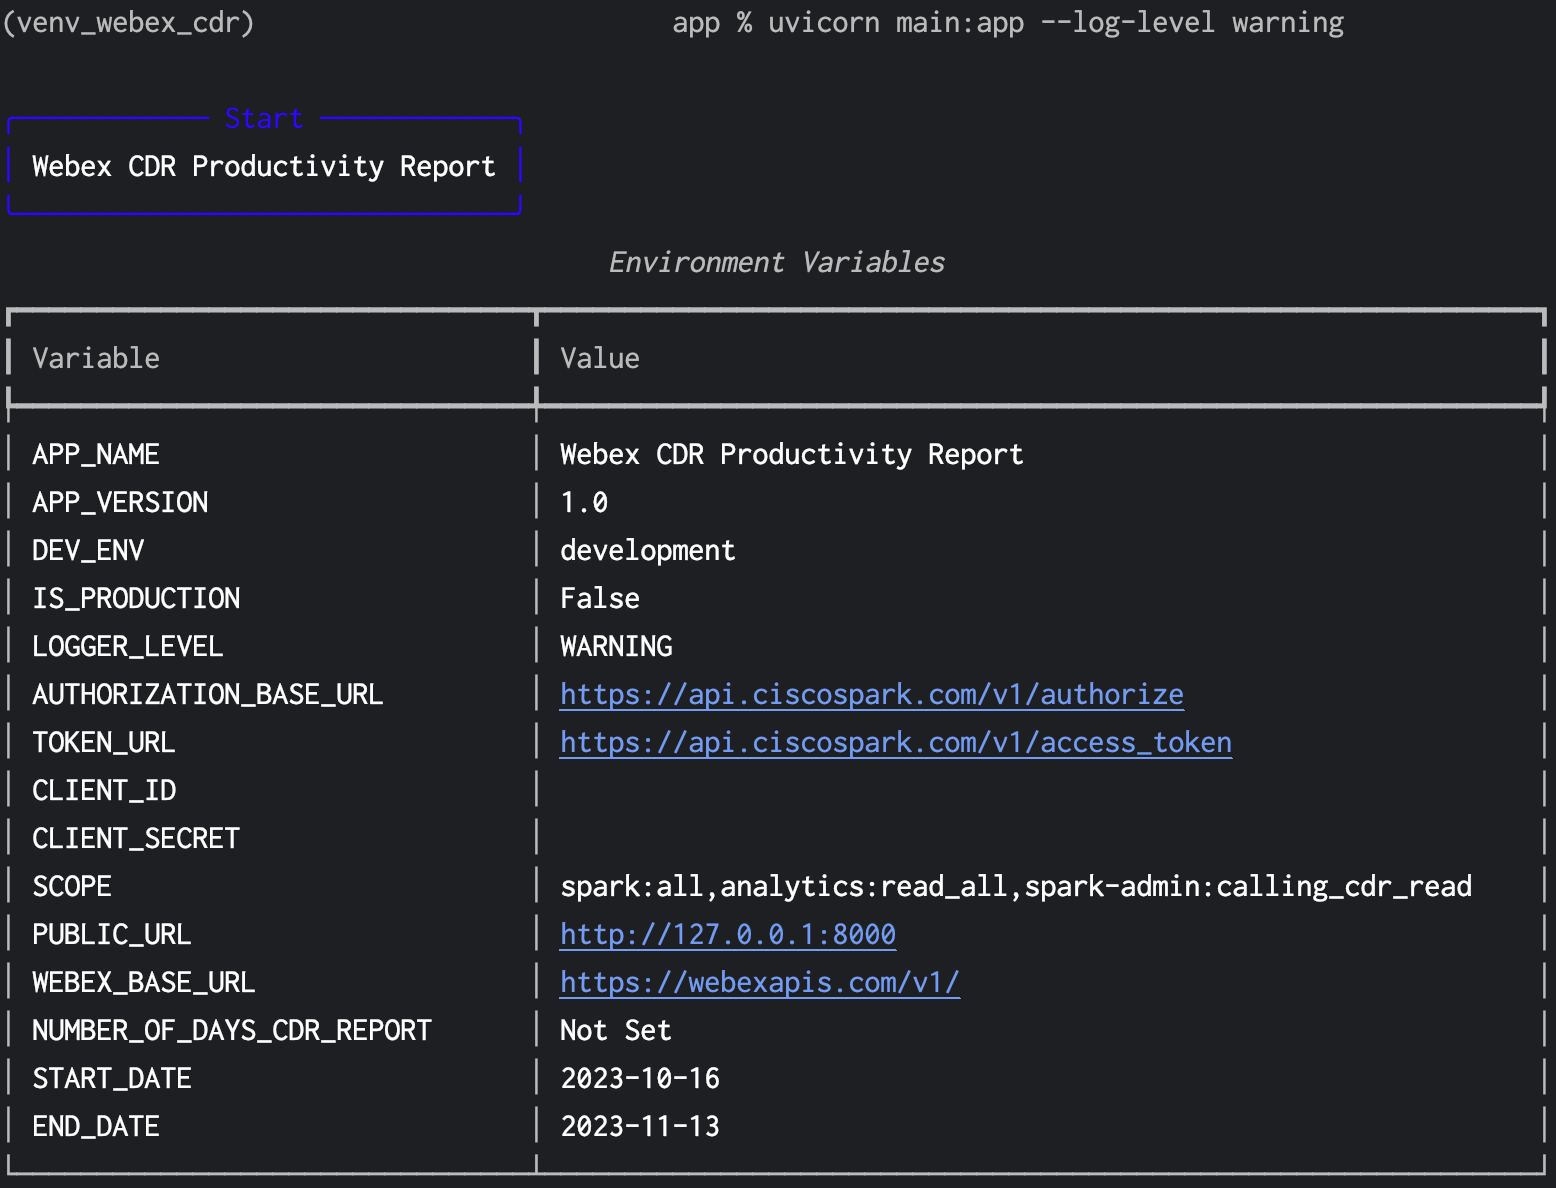 (venv_webex_cdr) app % uvicorn main:app --log-level warning
Start
Webex CDR Productivity Report
Environment Variables
Variable Value
APP_NAME Webex CDR Productivity Report
APP_VERSION 1.0
DEV_ENV development
IS_PRODUCTION False
LOGGER_LEVEL WARNING
AUTHORIZATION_BASE_URL https://api.ciscospark.com/v1/authorize
TOKEN_URL https://api.ciscospark.com/v1/access_token
CLIENT_ID
CLIENT_SECRET
SCOPE spark:all,analytics:read_all,spark-admin:calling_cdr_read
PUBLIC_URL http://127.0.0.1:8000
WEBEX_BASE_URL https://webexapis.com/v1/
NUMBER_OF_DAYS_CDR_REPORT Not Set
START_DATE 2023-10-16
END_DATE 2023-11-13